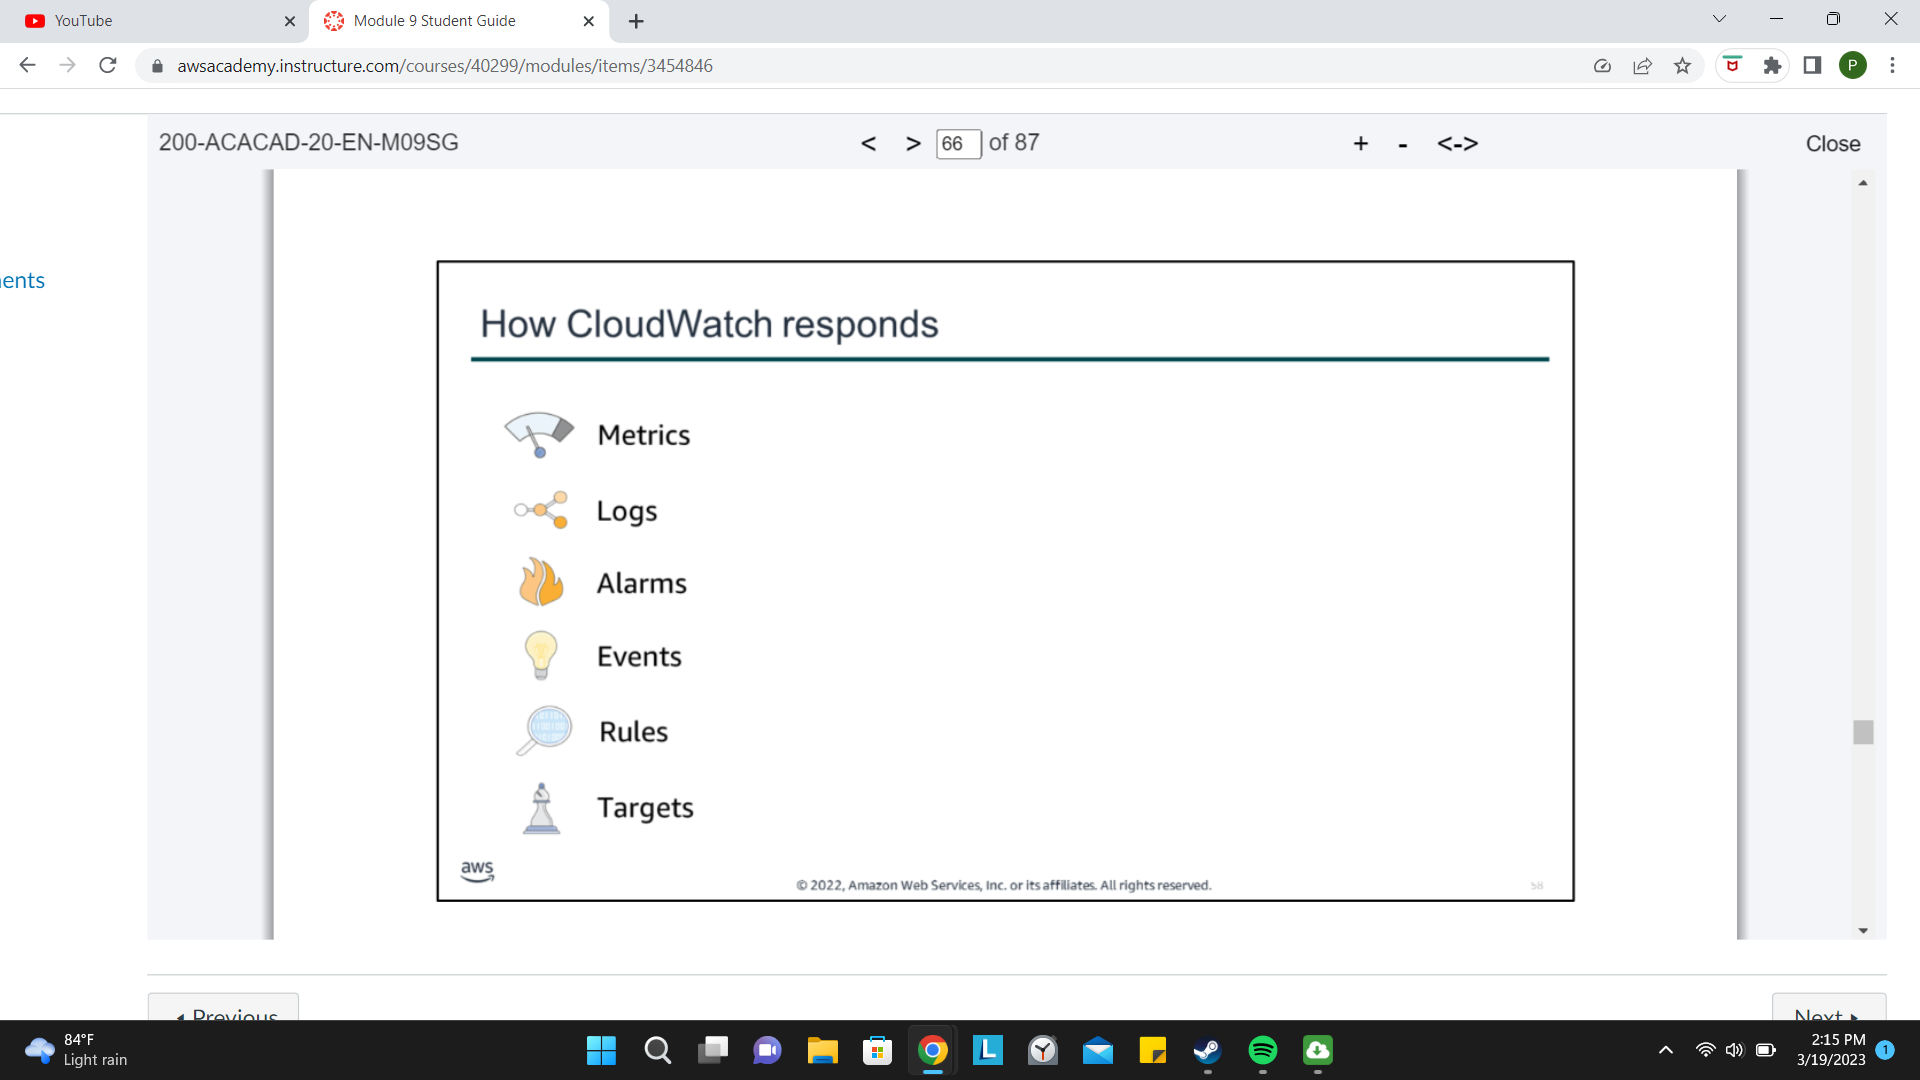 YouTube
Module 9 Student Guide
awsacademy.instructure.com/courses/40299/modules/items/3454846
P
200-ACACAD-20-EN-M09SG
< > 66 of 87
+ - <-> Close
ents
How CloudWatch responds
Metrics
Logs
Alarms
Events
Rules
Targets
aws
© 2022, Amazon Web Services, Inc. or its affiliates. All rights reserved.
58
Previous
Next
84°F
Light rain
L
2:15 PM
3/19/2023
1